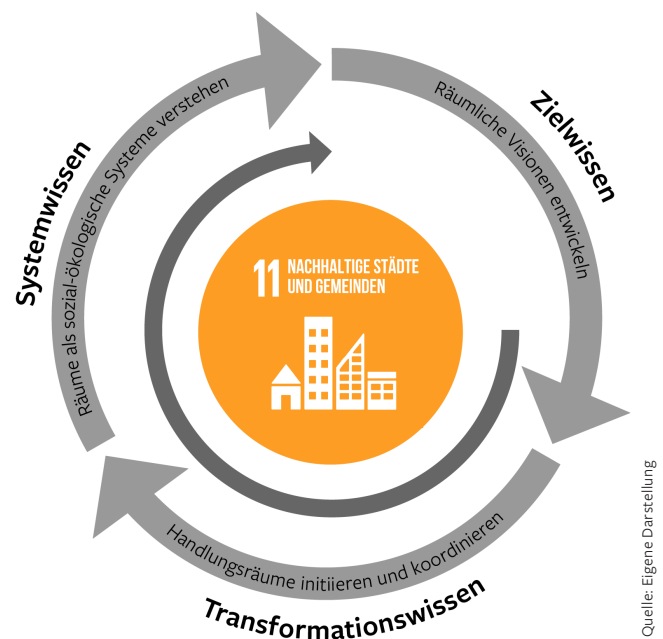 Systemwissen
Räume als sozial-ökologische Systeme verstehen
Zielwissen
Räumliche Visionen entwickeln
11 NACHHALTIGE STÄDTE
UND GEMEINDEN
Handlungsräume initiieren und koordinieren
Transformationswissen
Quelle: Eigene Darstellung